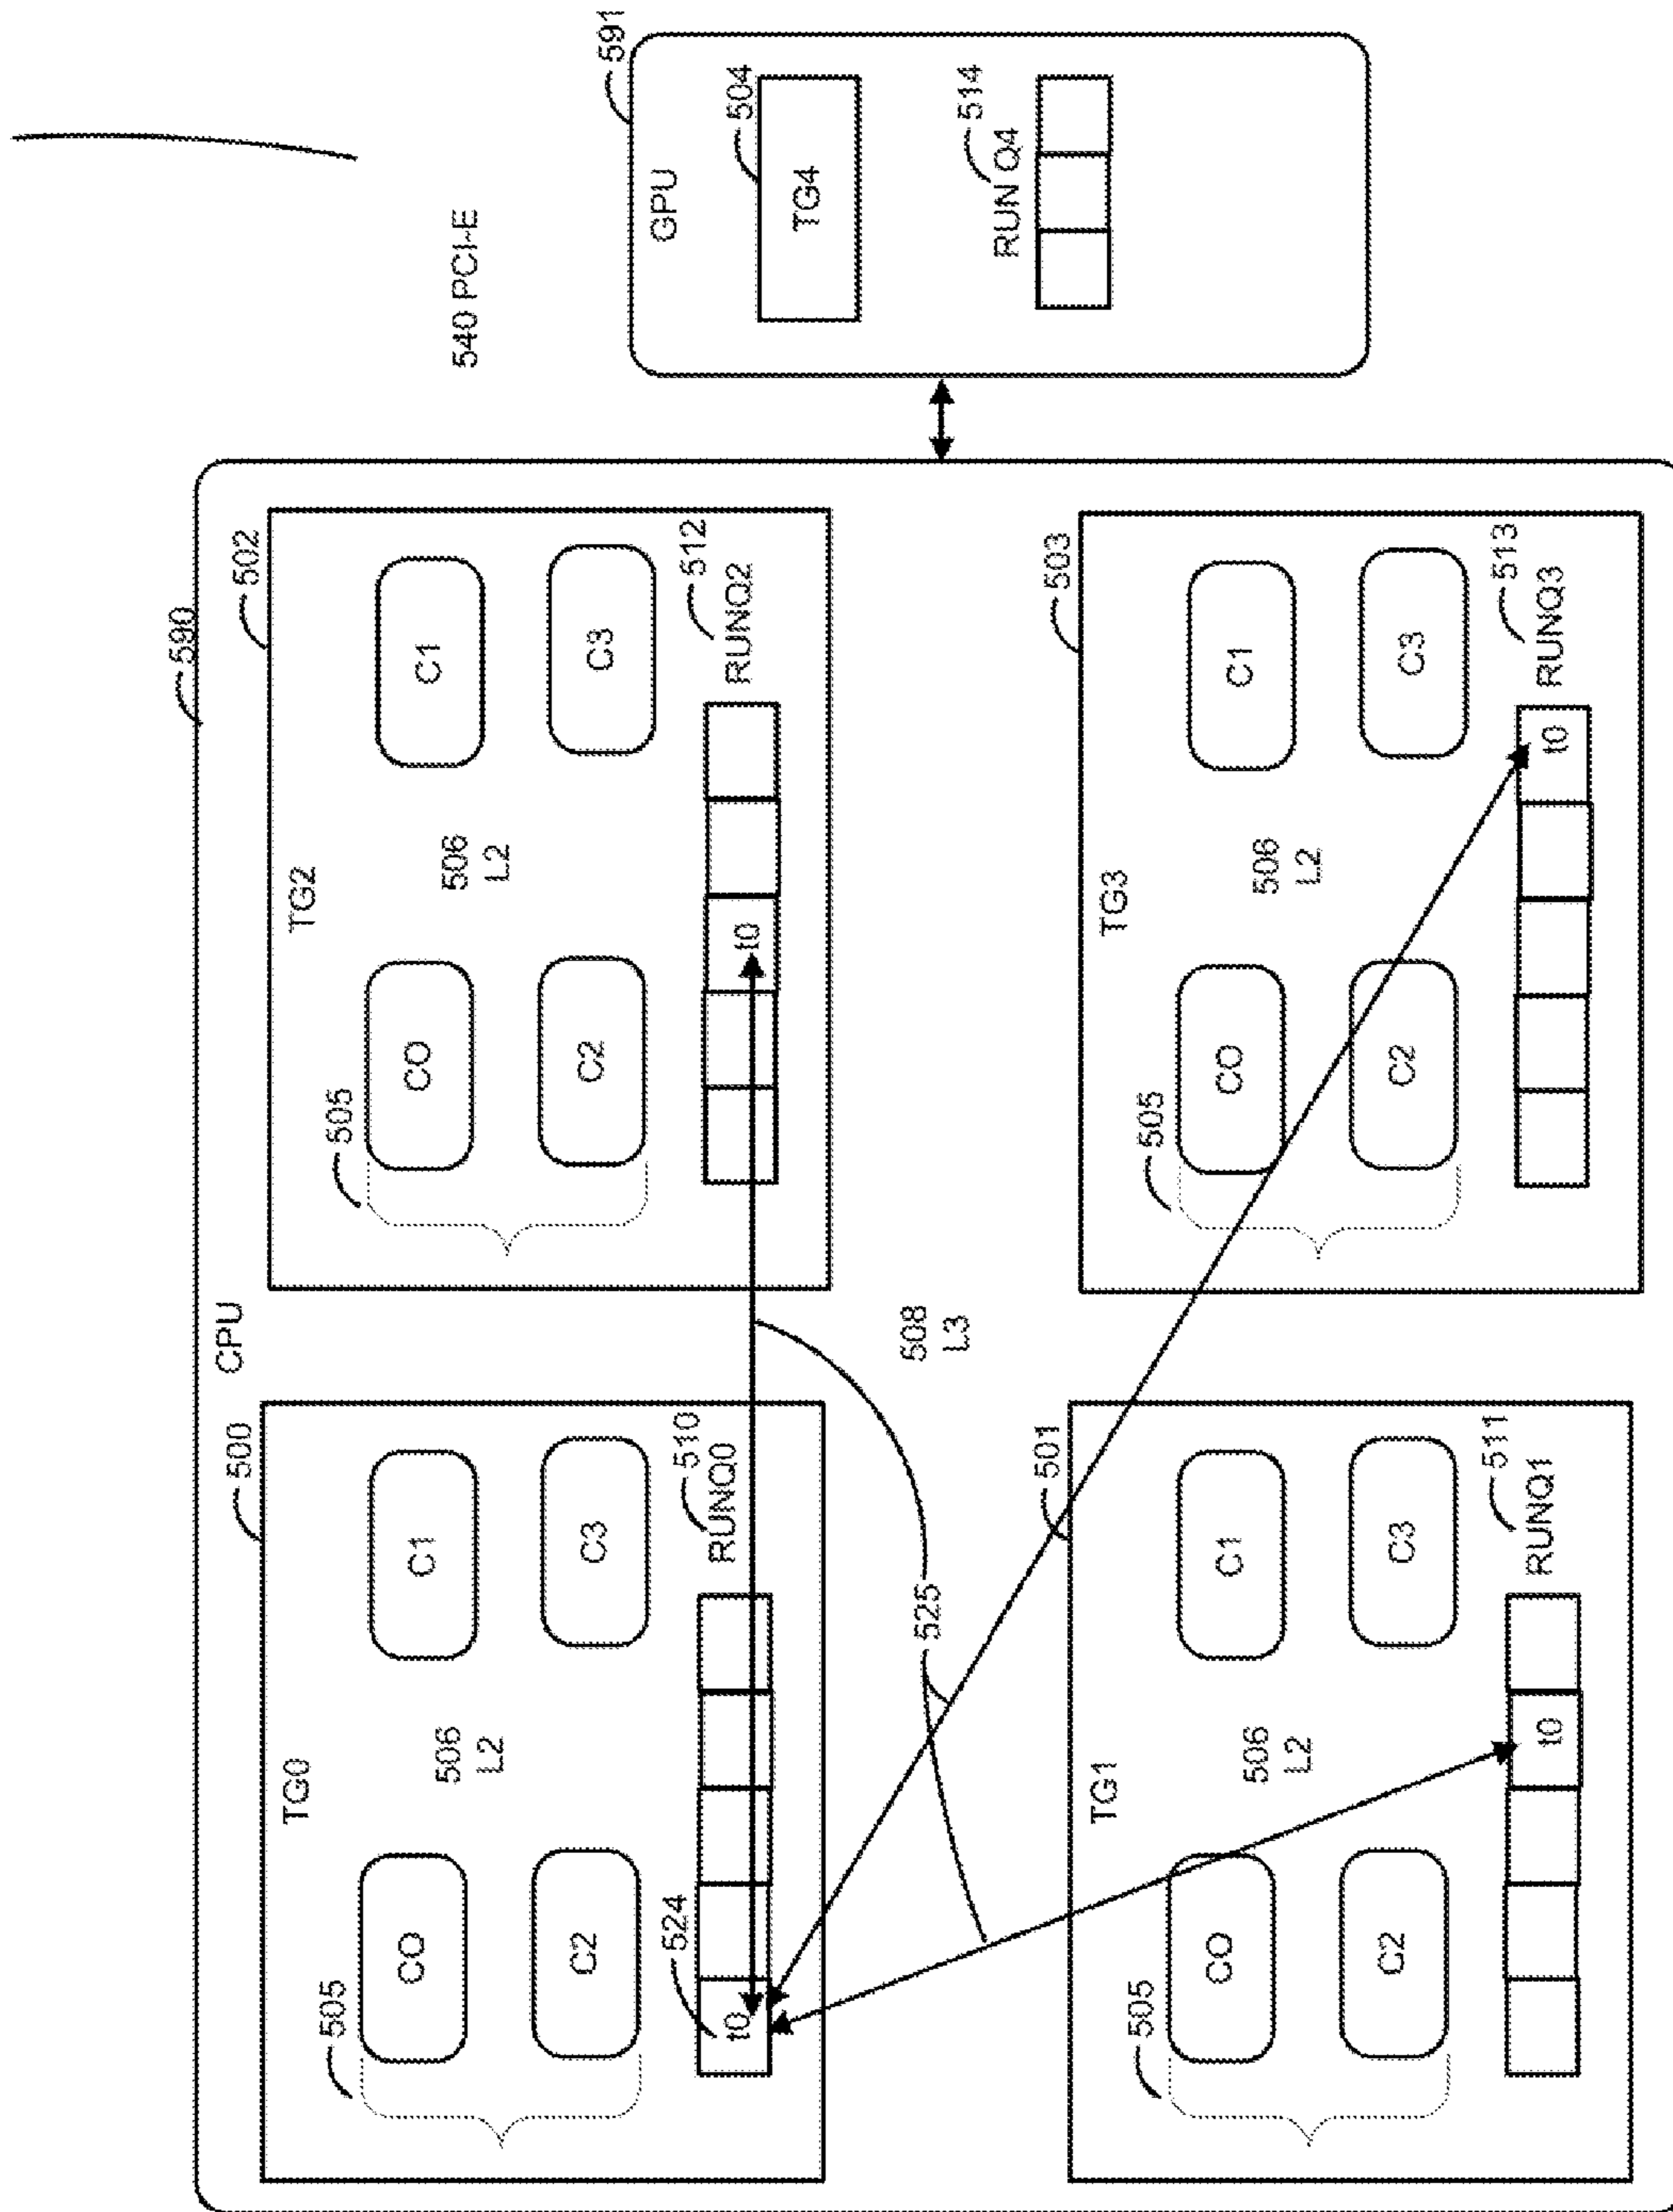 CPU
590
TG0
500
505
C0
C1
506
L2
C2
C3
524
t0
510
RUNQ0
TG2
502
505
C0
C1
506
L2
C2
C3
t0
512
RUNQ2
525
508
L3
TG1
501
505
C0
C1
506
L2
C2
C3
t0
511
RUNQ1
TG3
503
505
C0
C1
506
L2
C2
C3
t0
513
RUNQ3
540 PCI-E
591
GPU
504
TG4
514
RUN Q4